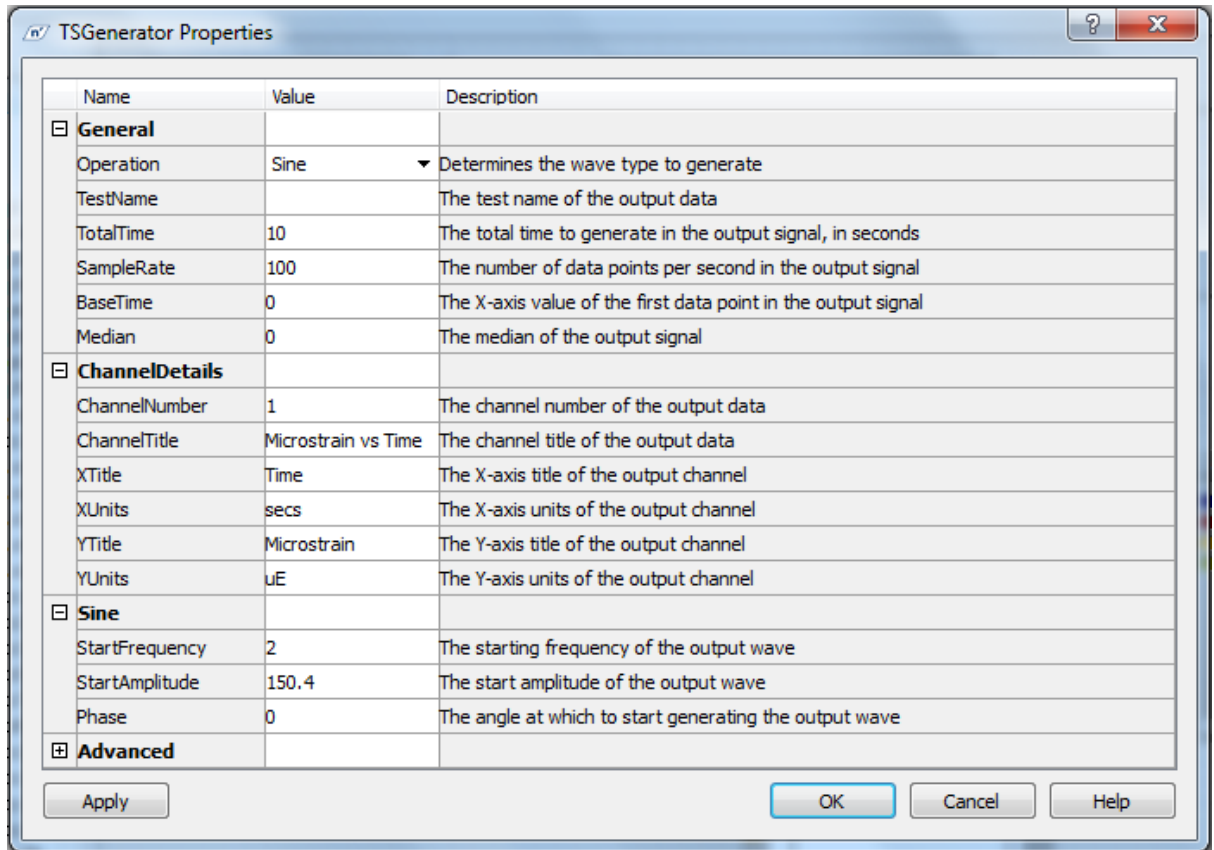 TSGenerator Properties
Name Value Description
General
Operation Sine Determines the wave type to generate
TestName The test name of the output data
TotalTime 10 The total time to generate in the output signal, in seconds
SampleRate 100 The number of data points per second in the output signal
BaseTime 0 The X-axis value of the first data point in the output signal
Median 0 The median of the output signal
ChannelDetails
ChannelNumber 1 The channel number of the output data
ChannelTitle Microstrain vs Time The channel title of the output data
XTitle Time The X-axis title of the output channel
XUnits secs The X-axis units of the output channel
YTitle Microstrain The Y-axis title of the output channel
YUnits uE The Y-axis units of the output channel
Sine
StartFrequency 2 The starting frequency of the output wave
StartAmplitude 150.4 The start amplitude of the output wave
Phase 0 The angle at which to start generating the output wave
Advanced
Apply OK Cancel Help